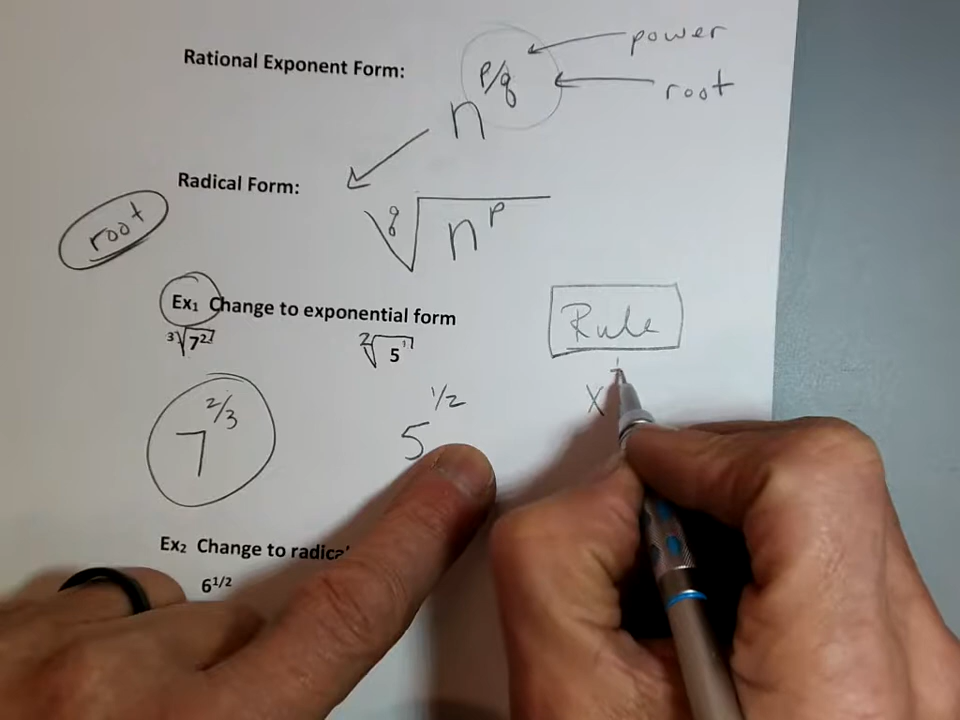 Rational Exponent Form:
n^p/q
power
root
Radical Form:
root
q√n^p
Ex₁ Change to exponential form
Rule
³√7²
²√5¹
7^2/3
5^1/2
x
Ex₂ Change to
6^1/2